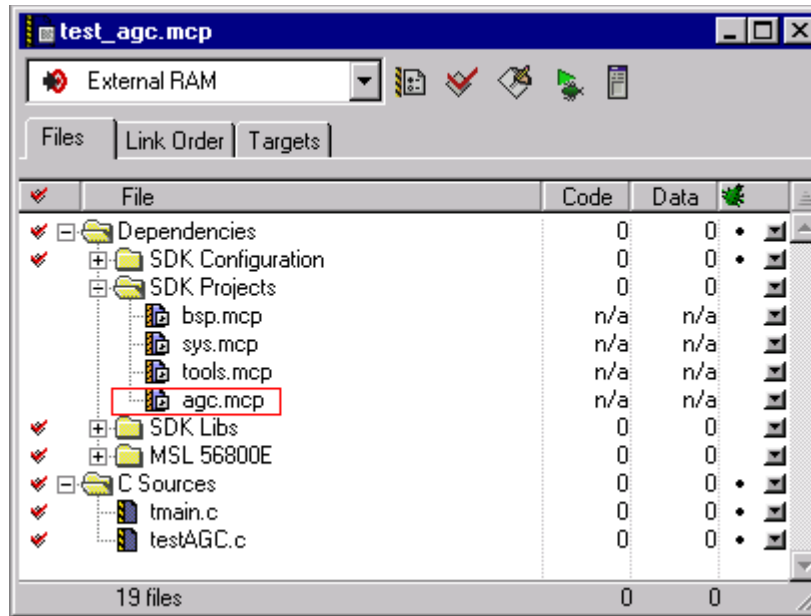 test_agc.mcp
External RAM
Files Link Order Targets
File Code Data
Dependencies 0 0
SDK Configuration 0 0
SDK Projects 0 0
bsp.mcp n/a n/a
sys.mcp n/a n/a
tools.mcp n/a n/a
agc.mcp n/a n/a
SDK Libs 0 0
MSL 56800E 0 0
C Sources 0 0
tmain.c 0 0
testAGC.c 0 0
19 files 0 0